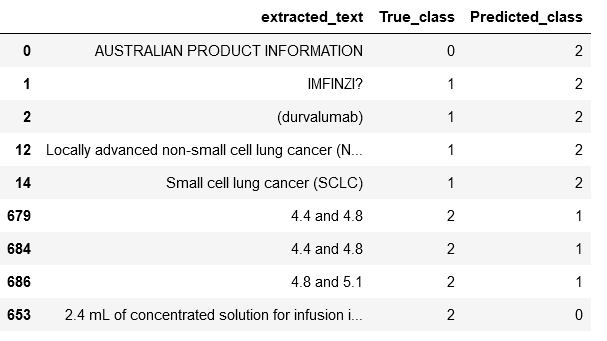 extracted_text True_class Predicted_class
0 AUSTRALIAN PRODUCT INFORMATION 0 2
1 IMFINZI? 1 2
2 (durvalumab) 1 2
12 Locally advanced non-small cell lung cancer (N... 1 2
14 Small cell lung cancer (SCLC) 1 2
679 4.4 and 4.8 2 1
684 4.4 and 4.8 2 1
686 4.8 and 5.1 2 1
653 2.4 mL of concentrated solution for infusion i... 2 0